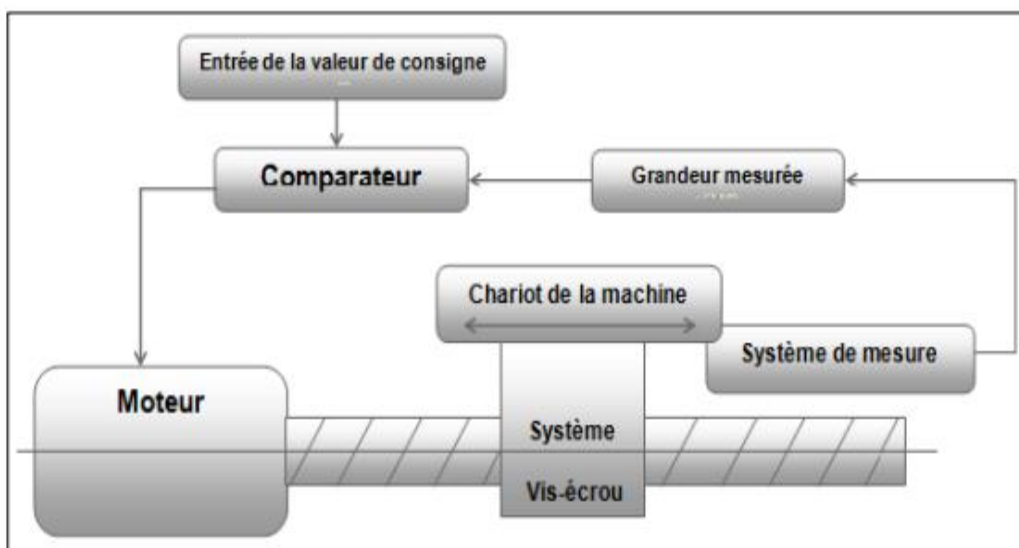 Entrée de la valeur de consigne
Comparateur
Grandeur mesurée
Chariot de la machine
Système de mesure
Moteur
Système
Vis-écrou